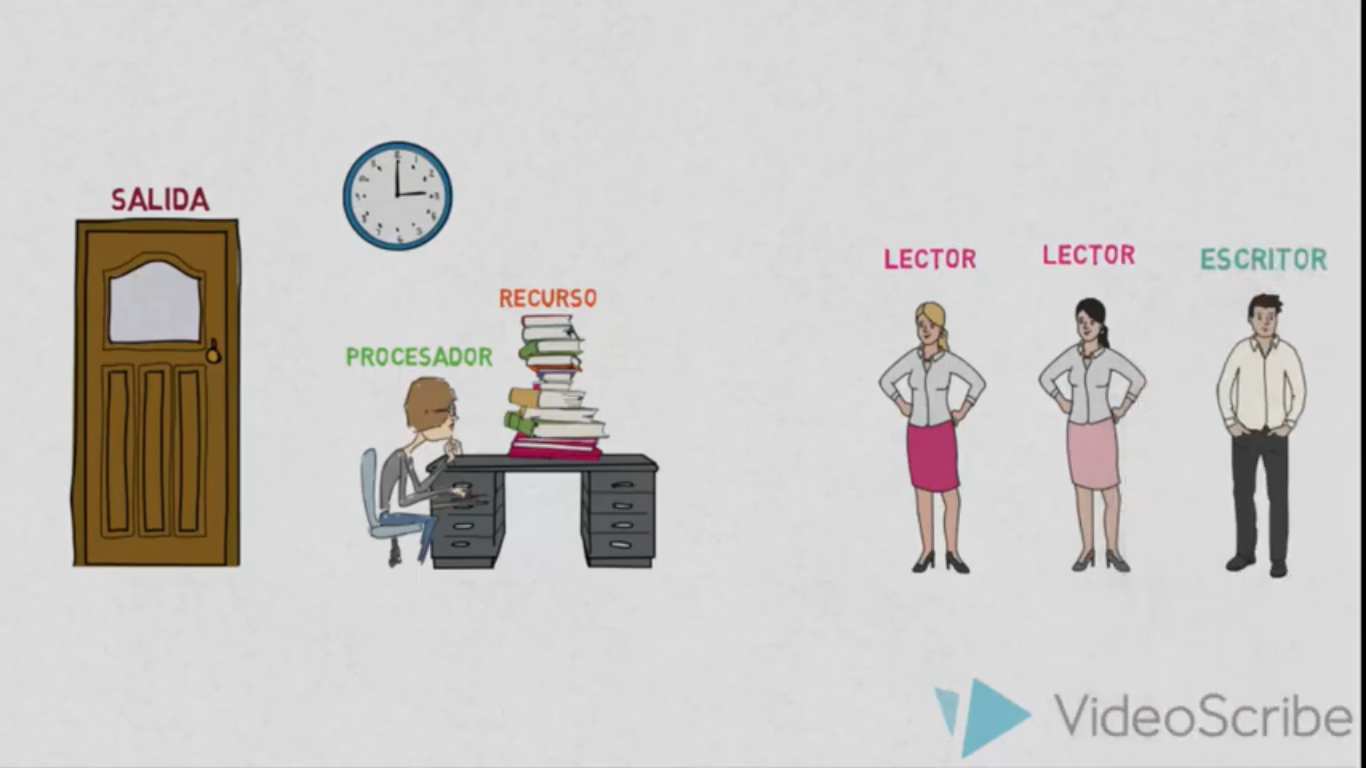 SALIDA
LECTOR
LECTOR
ESCRITOR
RECURSO
PROCESADOR
VideoScribe